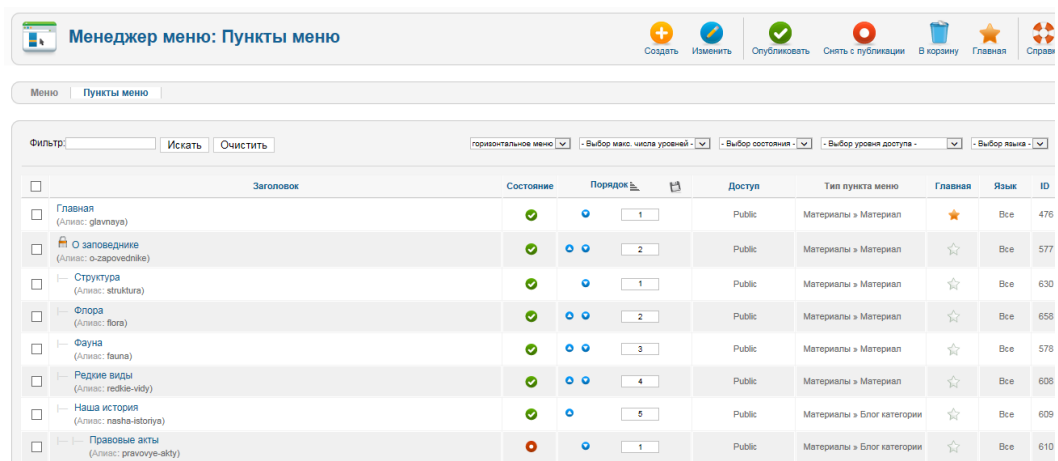 Менеджер меню: Пункты меню
Создать Изменить Опубликовать Снять с публикации В корзину Главная Справк
Меню Пункты меню
Фильтр: Искать Очистить горизонтальное меню - Выбор макс. числа уровней - - Выбор состояния - - Выбор уровня доступа - - Выбор языка -
Заголовок Состояние Порядок Доступ Тип пункта меню Главная Язык ID
Главная 1 Public Материалы » Материал Все 476
(Алиас: glavnaya)
О заповеднике 2 Public Материалы » Материал Все 577
(Алиас: o-zapovednike)
Структура 1 Public Материалы » Материал Все 630
(Алиас: struktura)
Флора 2 Public Материалы » Материал Все 658
(Алиас: flora)
Фауна 3 Public Материалы » Материал Все 578
(Алиас: fauna)
Редкие виды 4 Public Материалы » Материал Все 608
(Алиас: redkie-vidy)
Наша история 5 Public Материалы » Блог категории Все 609
(Алиас: nasha-istoriya)
Правовые акты 1 Public Материалы » Блог категории Все 610
(Алиас: pravovye-akty)